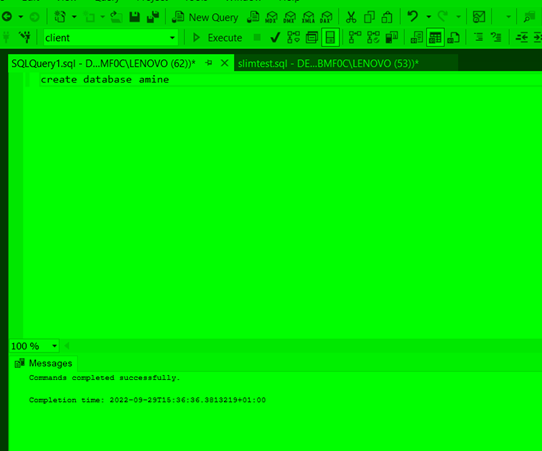 New Query
client
Execute
SQLQuery1.sql - D...MF0C\LENOVO (62))*
slimtest.sql - DE...BMF0C\LENOVO (53))*
create database amine
100 %
Messages
Commands completed successfully.
Completion time: 2022-09-29T15:36:36.3813219+01:00